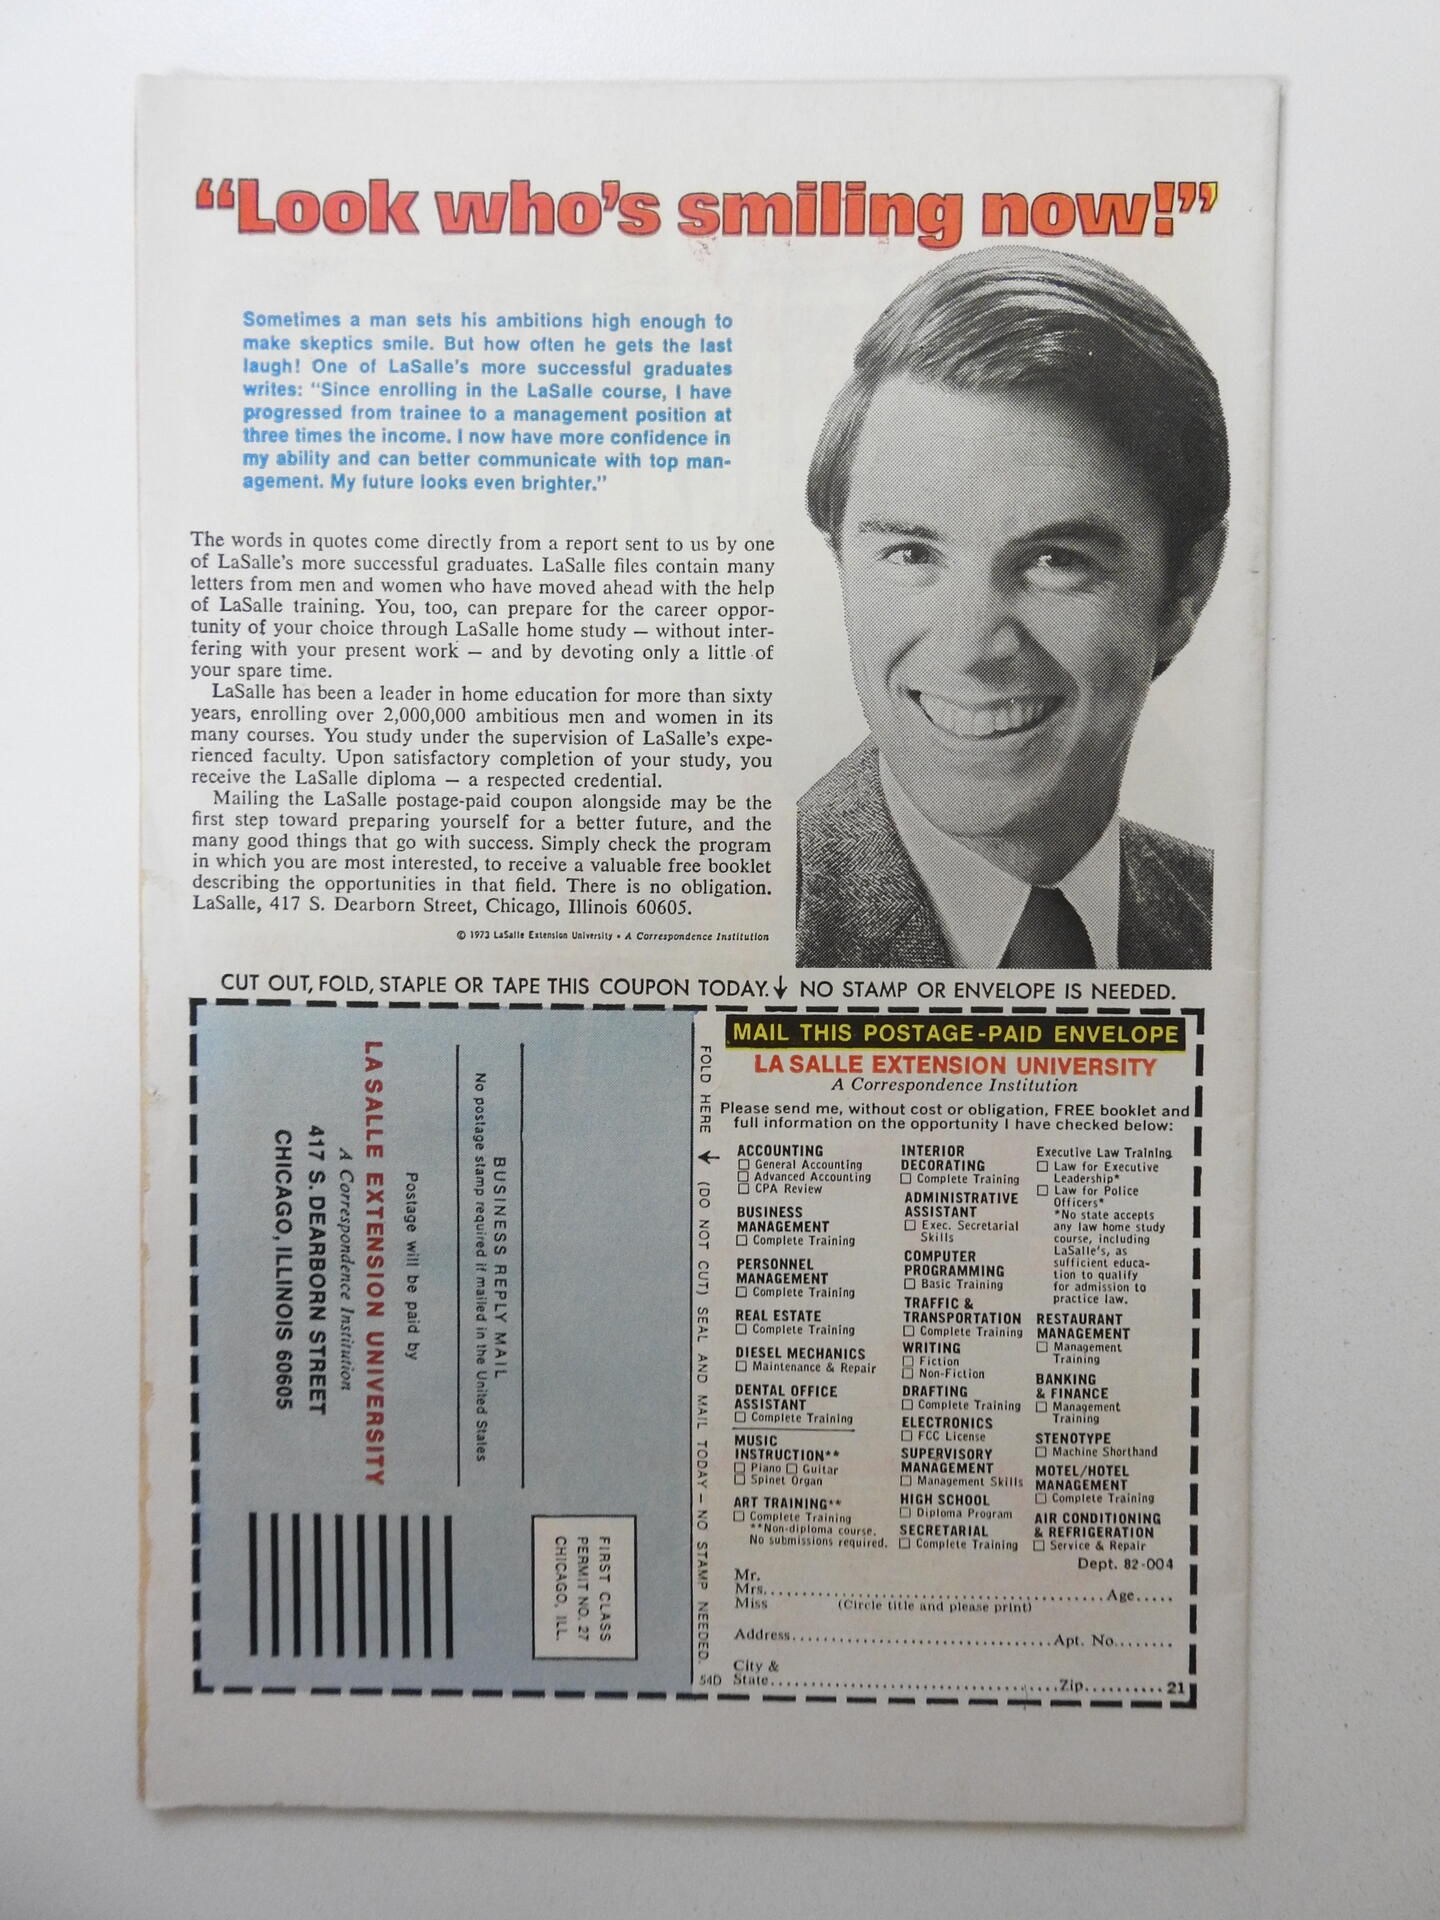 “Look who's smiling now!”
Sometimes a man sets his ambitions high enough to
make skeptics smile. But how often he gets the last
laugh! One of LaSalle's more successful graduates
writes: “Since enrolling in the LaSalle course, I have
progressed from trainee to a management position at
three times the income. I now have more confidence in
my ability and can better communicate with top man-
agement. My future looks even brighter.”
The words in quotes come directly from a report sent to us by one
of LaSalle's more successful graduates. LaSalle files contain many
letters from men and women who have moved ahead with the help
of LaSalle training. You, too, can prepare for the career oppor-
tunity of your choice through LaSalle home study — without inter-
fering with your present work — and by devoting only a little of
your spare time.
LaSalle has been a leader in home education for more than sixty
years, enrolling over 2,000,000 ambitious men and women in its
many courses. You study under the supervision of LaSalle's expe-
rienced faculty. Upon satisfactory completion of your study, you
receive the LaSalle diploma — a respected credential.
Mailing the LaSalle postage-paid coupon alongside may be the
first step toward preparing yourself for a better future, and the
many good things that go with success. Simply check the program
in which you are most interested, to receive a valuable free booklet
describing the opportunities in that field. There is no obligation.
LaSalle, 417 S. Dearborn Street, Chicago, Illinois 60605.
© 1973 LaSalle Extension University • A Correspondence Institution
CUT OUT, FOLD, STAPLE OR TAPE THIS COUPON TODAY. ↓ NO STAMP OR ENVELOPE IS NEEDED.
FIRST CLASS
PERMIT NO. 27
CHICAGO, ILL.
BUSINESS REPLY MAIL
No postage stamp required if mailed in the United States
Postage will be paid by
LA SALLE EXTENSION UNIVERSITY
A Correspondence Institution
417 S. DEARBORN STREET
CHICAGO, ILLINOIS 60605
FOLD HERE ↓ (DO NOT CUT) SEAL AND MAIL TODAY — NO STAMP NEEDED.
MAIL THIS POSTAGE-PAID ENVELOPE
LA SALLE EXTENSION UNIVERSITY
A Correspondence Institution
Please send me, without cost or obligation, FREE booklet and
full information on the opportunity I have checked below:
ACCOUNTING
☐ General Accounting
☐ Advanced Accounting
☐ CPA Review
BUSINESS
MANAGEMENT
☐ Complete Training
PERSONNEL
MANAGEMENT
☐ Complete Training
REAL ESTATE
☐ Complete Training
DIESEL MECHANICS
☐ Maintenance & Repair
DENTAL OFFICE
ASSISTANT
☐ Complete Training
MUSIC
INSTRUCTION**
☐ Piano ☐ Guitar
☐ Spinet Organ
ART TRAINING**
☐ Complete Training
**Non-diploma course.
No submissions required.
INTERIOR
DECORATING
☐ Complete Training
ADMINISTRATIVE
ASSISTANT
☐ Exec. Secretarial
Skills
COMPUTER
PROGRAMMING
☐ Basic Training
TRAFFIC &
TRANSPORTATION
☐ Complete Training
WRITING
☐ Fiction
☐ Non-Fiction
DRAFTING
☐ Complete Training
ELECTRONICS
☐ FCC License
SUPERVISORY
MANAGEMENT
☐ Management Skills
HIGH SCHOOL
☐ Diploma Program
SECRETARIAL
☐ Complete Training
Executive Law Training
☐ Law for Executive
Leadership*
☐ Law for Police
Officers*
*No state accepts
any law home study
course, including
LaSalle's, as
sufficient educa-
tion to qualify
for admission to
practice law.
RESTAURANT
MANAGEMENT
☐ Management
Training
BANKING
& FINANCE
☐ Management
Training
STENOTYPE
☐ Machine Shorthand
MOTEL/HOTEL
MANAGEMENT
☐ Complete Training
AIR CONDITIONING
& REFRIGERATION
☐ Service & Repair
Dept. 82-004
Mr.
Mrs. .......... Age.....
Miss (Circle title and please print)
Address.......... Apt. No........
City &
54D State.......... Zip.......... 21